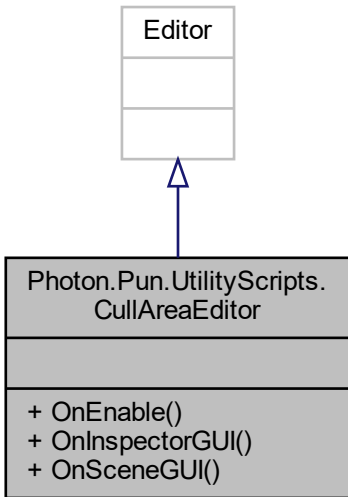 Editor
Photon.Pun.UtilityScripts.
CullAreaEditor
+ OnEnable()
+ OnInspectorGUI()
+ OnSceneGUI()